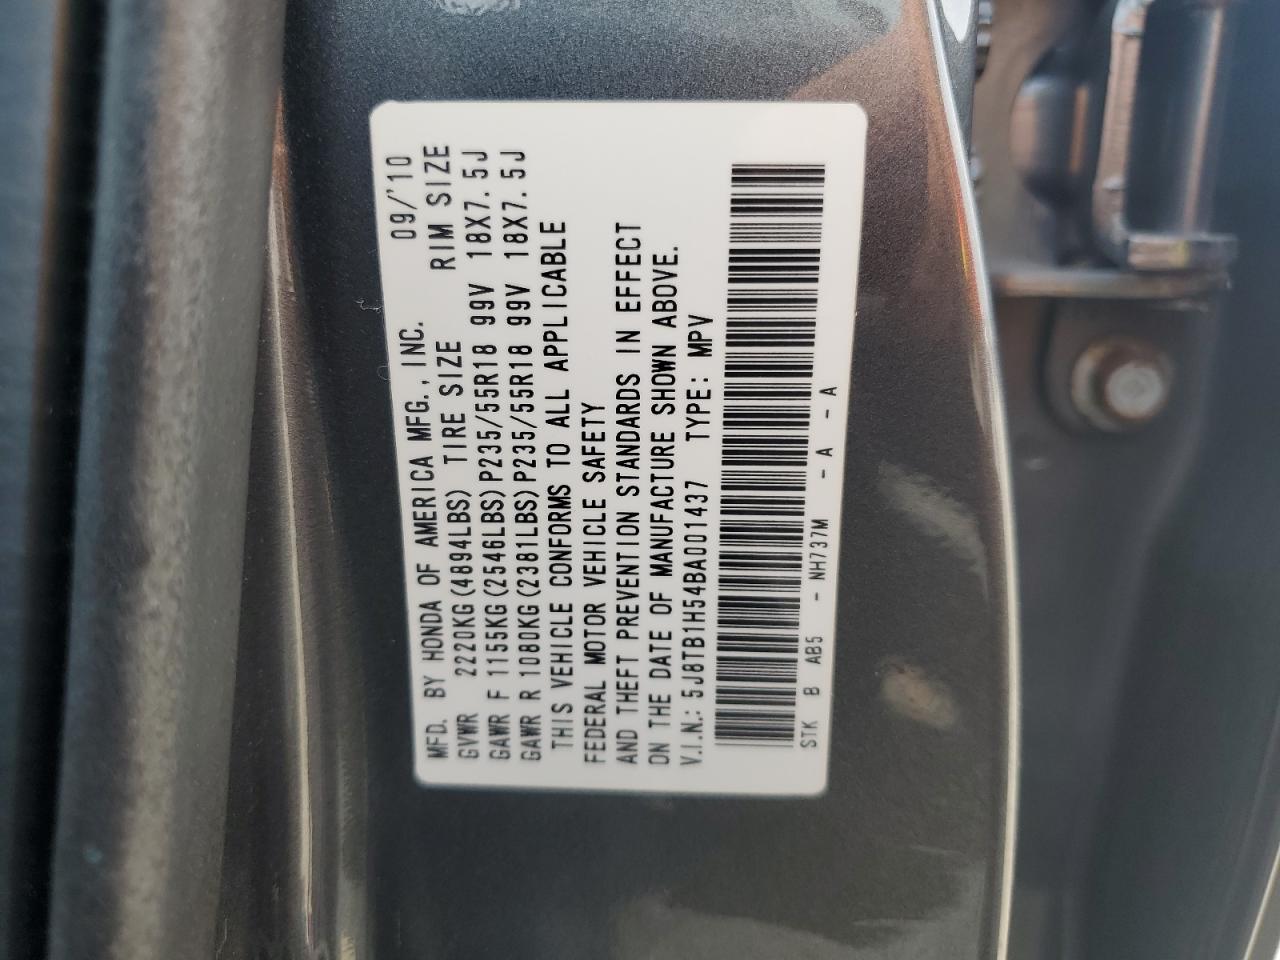 MFD. BY HONDA OF AMERICA MFG., INC. 09/'10
GVWR 2220KG(4894LBS) TIRE SIZE RIM SIZE
GAWR F 1155KG(2546LBS)P235/55R18 99V 18X7.5J
GAWR R 1080KG(2381LBS)P235/55R18 99V 18X7.5J
THIS VEHICLE CONFORMS TO ALL APPLICABLE
FEDERAL MOTOR VEHICLE SAFETY
AND THEFT PREVENTION STANDARDS IN EFFECT
ON THE DATE OF MANUFACTURE SHOWN ABOVE.
V.I.N.: 5J8TB1H54BA001437 TYPE: MPV
STK B AB5 - NH737M - A - A